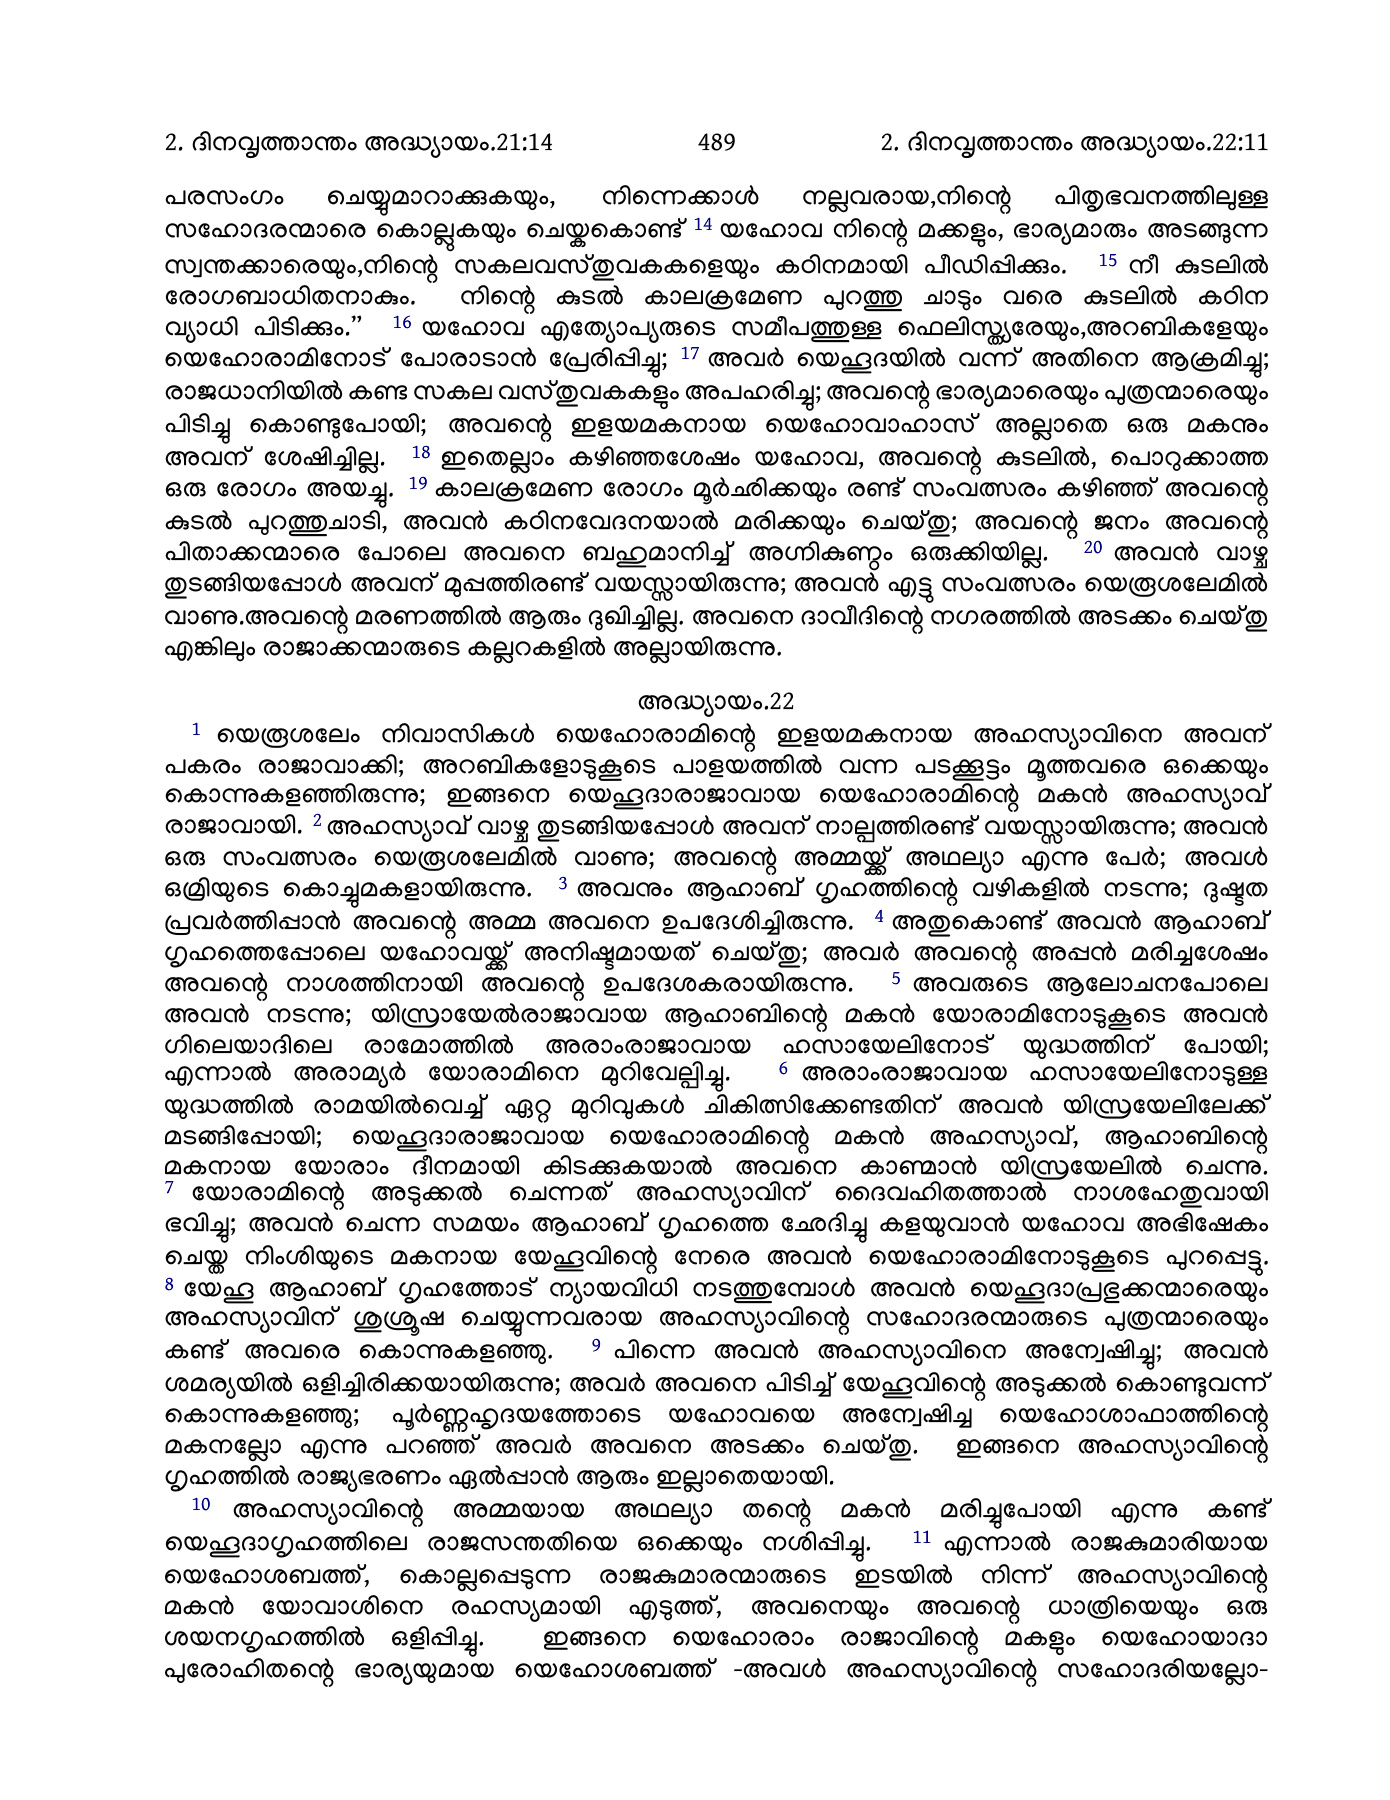 2. ദിനവൃത്താന്തം അദ്ധ്യായം.21:14 489 2. ദിനവൃത്താന്തം അദ്ധ്യായം.22:11
പരസംഗം ചെയ്യുമാറാക്കുകയും, നിന്നെക്കാൾ നല്ലവരായ,നിന്റെ പിതൃഭവനത്തിലുള്ള
സഹോദരന്മാരെ കൊല്ലുകയും ചെയ്തകൊണ്ട് 14 യഹോവ നിന്റെ മക്കളും, ഭാര്യമാരും അടങ്ങുന്ന
സ്വന്തക്കാരെയും,നിന്റെ സകലവസ്തുവകകളെയും കഠിനമായി പീഡിപ്പിക്കും. 15 നീ കുടലിൽ
രോഗബാധിതനാകും. നിന്റെ കുടൽ കാലക്രമേണ പുറത്തു ചാടും വരെ കുടലിൽ കഠിന
വ്യാധി പിടിക്കും.” 16 യഹോവ എത്യോപ്യരുടെ സമീപത്തുള്ള ഫെലിസ്ത്യരേയും,അറബികളേയും
യെഹോരാമിനോട് പോരാടാൻ പ്രേരിപ്പിച്ചു; 17 അവർ യെഹൂദയിൽ വന്ന് അതിനെ ആക്രമിച്ചു;
രാജധാനിയിൽ കണ്ട സകല വസ്തുവകകളും അപഹരിച്ചു; അവന്റെ ഭാര്യമാരെയും പുത്രന്മാരെയും
പിടിച്ചു കൊണ്ടുപോയി; അവന്റെ ഇളയമകനായ യെഹോവാഹാസ് അല്ലാതെ ഒരു മകനും
അവന് ശേഷിച്ചില്ല. 18 ഇതെല്ലാം കഴിഞ്ഞശേഷം യഹോവ, അവന്റെ കുടലിൽ, പൊറുക്കാത്ത
ഒരു രോഗം അയച്ചു. 19 കാലക്രമേണ രോഗം മൂർഛിക്കയും രണ്ട് സംവത്സരം കഴിഞ്ഞ് അവന്റെ
കുടൽ പുറത്തുചാടി, അവൻ കഠിനവേദനയാൽ മരിക്കയും ചെയ്തു; അവന്റെ ജനം അവന്റെ
പിതാക്കന്മാരെ പോലെ അവനെ ബഹുമാനിച്ച് അഗ്നികുണ്ഡം ഒരുക്കിയില്ല. 20 അവൻ വാഴ്ച
തുടങ്ങിയപ്പോൾ അവന് മുപ്പത്തിരണ്ട് വയസ്സായിരുന്നു; അവൻ എട്ടു സംവത്സരം യെരൂശലേമിൽ
വാണു.അവന്റെ മരണത്തിൽ ആരും ദുഖിച്ചില്ല. അവനെ ദാവീദിന്റെ നഗരത്തിൽ അടക്കം ചെയ്തു
എങ്കിലും രാജാക്കന്മാരുടെ കല്ലറകളിൽ അല്ലായിരുന്നു.
അദ്ധ്യായം.22
1 യെരൂശലേം നിവാസികൾ യെഹോരാമിന്റെ ഇളയമകനായ അഹസ്യാവിനെ അവന്
പകരം രാജാവാക്കി; അറബികളോടുകൂടെ പാളയത്തിൽ വന്ന പടക്കൂട്ടം മൂത്തവരെ ഒക്കെയും
കൊന്നുകളഞ്ഞിരുന്നു; ഇങ്ങനെ യെഹൂദാരാജാവായ യെഹോരാമിന്റെ മകൻ അഹസ്യാവ്
രാജാവായി. 2 അഹസ്യാവ് വാഴ്ച തുടങ്ങിയപ്പോൾ അവന് നാല്പത്തിരണ്ട് വയസ്സായിരുന്നു; അവൻ
ഒരു സംവത്സരം യെരൂശലേമിൽ വാണു; അവന്റെ അമ്മയ്ക്ക് അഥല്യാ എന്നു പേർ; അവൾ
ഒമ്രിയുടെ കൊച്ചുമകളായിരുന്നു. 3 അവനും ആഹാബ് ഗൃഹത്തിന്റെ വഴികളിൽ നടന്നു; ദുഷ്ടത
പ്രവർത്തിപ്പാൻ അവന്റെ അമ്മ അവനെ ഉപദേശിച്ചിരുന്നു. 4 അതുകൊണ്ട് അവൻ ആഹാബ്
ഗൃഹത്തെപ്പോലെ യഹോവയ്ക്ക് അനിഷ്ടമായത് ചെയ്തു; അവർ അവന്റെ അപ്പൻ മരിച്ചശേഷം
അവന്റെ നാശത്തിനായി അവന്റെ ഉപദേശകരായിരുന്നു. 5 അവരുടെ ആലോചനപോലെ
അവൻ നടന്നു; യിസ്രായേൽരാജാവായ ആഹാബിന്റെ മകൻ യോരാമിനോടുകൂടെ അവൻ
ഗിലെയാദിലെ രാമോത്തിൽ അരാംരാജാവായ ഹസായേലിനോട് യുദ്ധത്തിന് പോയി;
എന്നാൽ അരാമ്യർ യോരാമിനെ മുറിവേല്പിച്ചു. 6 അരാംരാജാവായ ഹസായേലിനോടുള്ള
യുദ്ധത്തിൽ രാമയിൽവെച്ച് ഏറ്റ മുറിവുകൾ ചികിത്സിക്കേണ്ടതിന് അവൻ യിസ്രയേലിലേക്ക്
മടങ്ങിപ്പോയി; യെഹൂദാരാജാവായ യെഹോരാമിന്റെ മകൻ അഹസ്യാവ്, ആഹാബിന്റെ
മകനായ യോരാം ദീനമായി കിടക്കുകയാൽ അവനെ കാണ്മാൻ യിസ്രയേലിൽ ചെന്നു.
7 യോരാമിന്റെ അടുക്കൽ ചെന്നത് അഹസ്യാവിന് ദൈവഹിതത്താൽ നാശഹേതുവായി
ഭവിച്ചു; അവൻ ചെന്ന സമയം ആഹാബ് ഗൃഹത്തെ ഛേദിച്ചു കളയുവാൻ യഹോവ അഭിഷേകം
ചെയ്ത നിംശിയുടെ മകനായ യേഹൂവിന്റെ നേരെ അവൻ യെഹോരാമിനോടുകൂടെ പുറപ്പെട്ടു.
8 യേഹൂ ആഹാബ് ഗൃഹത്തോട് ന്യായവിധി നടത്തുമ്പോൾ അവൻ യെഹൂദാപ്രഭുക്കന്മാരെയും
അഹസ്യാവിന് ശുശ്രൂഷ ചെയ്യുന്നവരായ അഹസ്യാവിന്റെ സഹോദരന്മാരുടെ പുത്രന്മാരെയും
കണ്ട് അവരെ കൊന്നുകളഞ്ഞു. 9 പിന്നെ അവൻ അഹസ്യാവിനെ അന്വേഷിച്ചു; അവൻ
ശമര്യയിൽ ഒളിച്ചിരിക്കയായിരുന്നു; അവർ അവനെ പിടിച്ച് യേഹൂവിന്റെ അടുക്കൽ കൊണ്ടുവന്ന്
കൊന്നുകളഞ്ഞു; പൂർണ്ണഹൃദയത്തോടെ യഹോവയെ അന്വേഷിച്ച യെഹോശാഫാത്തിന്റെ
മകനല്ലോ എന്നു പറഞ്ഞ് അവർ അവനെ അടക്കം ചെയ്തു. ഇങ്ങനെ അഹസ്യാവിന്റെ
ഗൃഹത്തിൽ രാജ്യഭരണം ഏൽപ്പാൻ ആരും ഇല്ലാതെയായി.
10 അഹസ്യാവിന്റെ അമ്മയായ അഥല്യാ തന്റെ മകൻ മരിച്ചുപോയി എന്നു കണ്ട്
യെഹൂദാഗൃഹത്തിലെ രാജസന്തതിയെ ഒക്കെയും നശിപ്പിച്ചു. 11 എന്നാൽ രാജകുമാരിയായ
യെഹോശബത്ത്, കൊല്ലപ്പെടുന്ന രാജകുമാരന്മാരുടെ ഇടയിൽ നിന്ന് അഹസ്യാവിന്റെ
മകൻ യോവാശിനെ രഹസ്യമായി എടുത്ത്, അവനെയും അവന്റെ ധാത്രിയെയും ഒരു
ശയനഗൃഹത്തിൽ ഒളിപ്പിച്ചു. ഇങ്ങനെ യെഹോരാം രാജാവിന്റെ മകളും യെഹോയാദാ
പുരോഹിതന്റെ ഭാര്യയുമായ യെഹോശബത്ത് -അവൾ അഹസ്യാവിന്റെ സഹോദരിയല്ലോ-